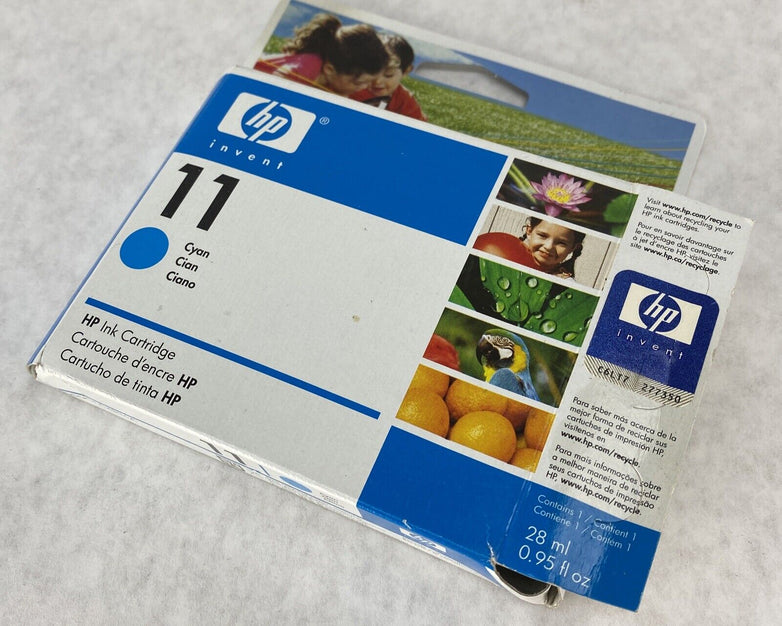 hp
®
invent
11
Cyan
Cian
Ciano
HP Ink Cartridge
Cartouche d'encre HP
Cartucho de tinta HP
Visit www.hp.com/recycle to
learn about recycling your
HP ink cartridges.
Pour en savoir davantage sur
le recyclage des cartouches
à jet d'encre HP, visitez le
site www.hp.ca/recyclage.
hp
invent
C6LT7 277350
Para saber más acerca de la
mejor forma de reciclar sus
cartuchos de impresión HP,
visítenos en
www.hp.com/recycle.
Para mais informações sobre
a melhor maneira de reciclar
seus cartuchos de impressão
HP, www.hp.com/recycle.
Contains 1 / Contient 1
Contiene 1 / Contém 1
28 ml
0.95 fl oz
11